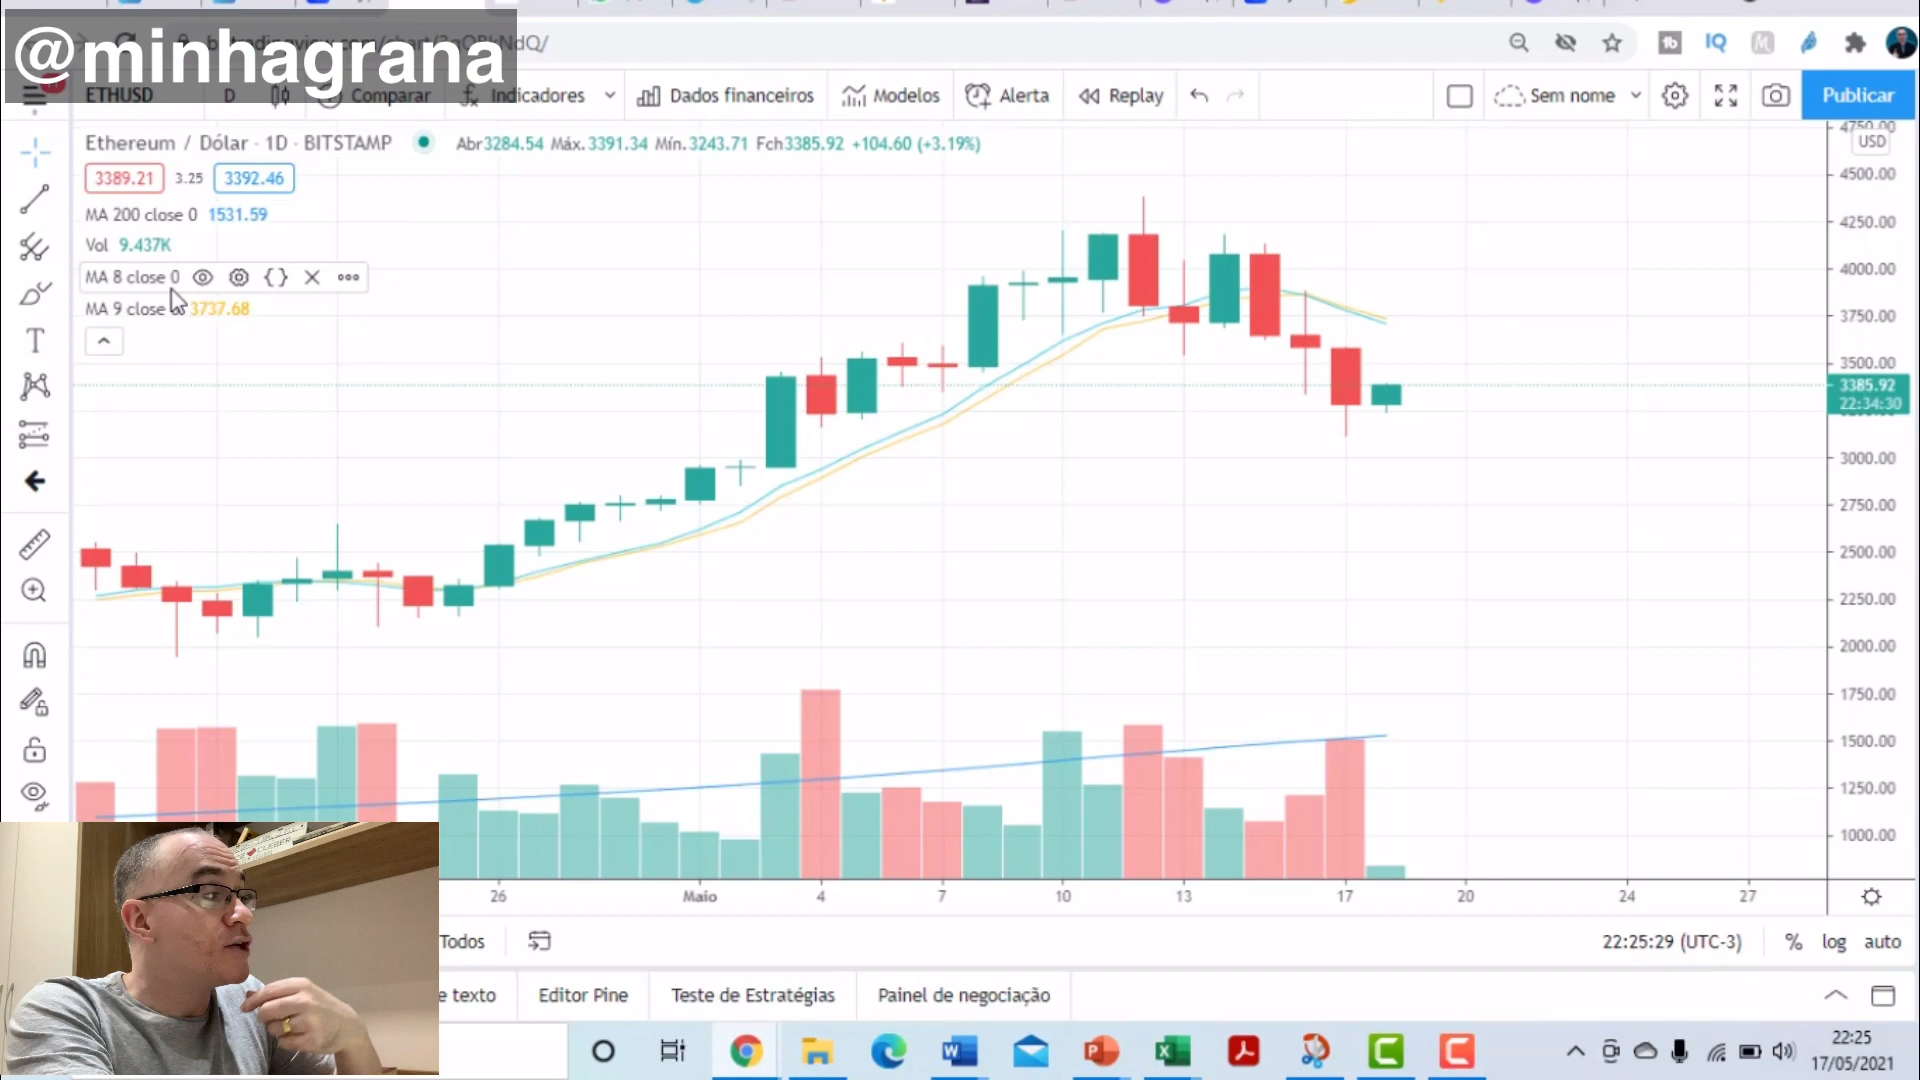 @minhagrana
ETHUSD D Comparar Indicadores Dados financeiros Modelos Alerta Replay Sem nome Publicar
Ethereum / Dólar · 1D · BITSTAMP Abr3284.54 Máx.3391.34 Mín.3243.71 Fch3385.92 +104.60 (+3.19%)
3389.21 3.25 3392.46
MA 200 close 0 1531.59
Vol 9.437K
MA 8 close 0
MA 9 close 3737.68
4750.00
USD
4500.00
4250.00
4000.00
3750.00
3500.00
3385.92
22:34:30
3000.00
2750.00
2500.00
2250.00
2000.00
1750.00
1500.00
1250.00
1000.00
26 Maio 4 7 10 13 17 20 24 27
Todos 22:25:29 (UTC-3) % log auto
e texto Editor Pine Teste de Estratégias Painel de negociação
22:25
17/05/2021